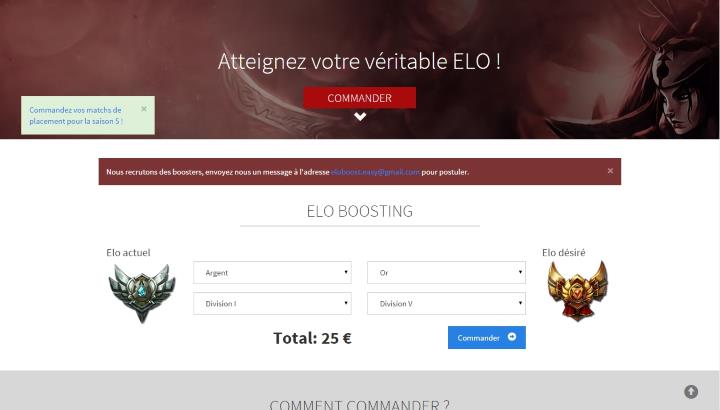 Atteignez votre véritable ELO !
COMMANDER
Commandez vos matchs de
placement pour la saison 5 !
×
Nous recrutons des boosters, envoyez nous un message à l'adresse eloboost.easy@gmail.com pour postuler.
×
ELO BOOSTING
Elo actuel
Elo désiré
Argent
Or
Division I
Division V
Total: 25 €
Commander
COMMENT COMMANDER ?